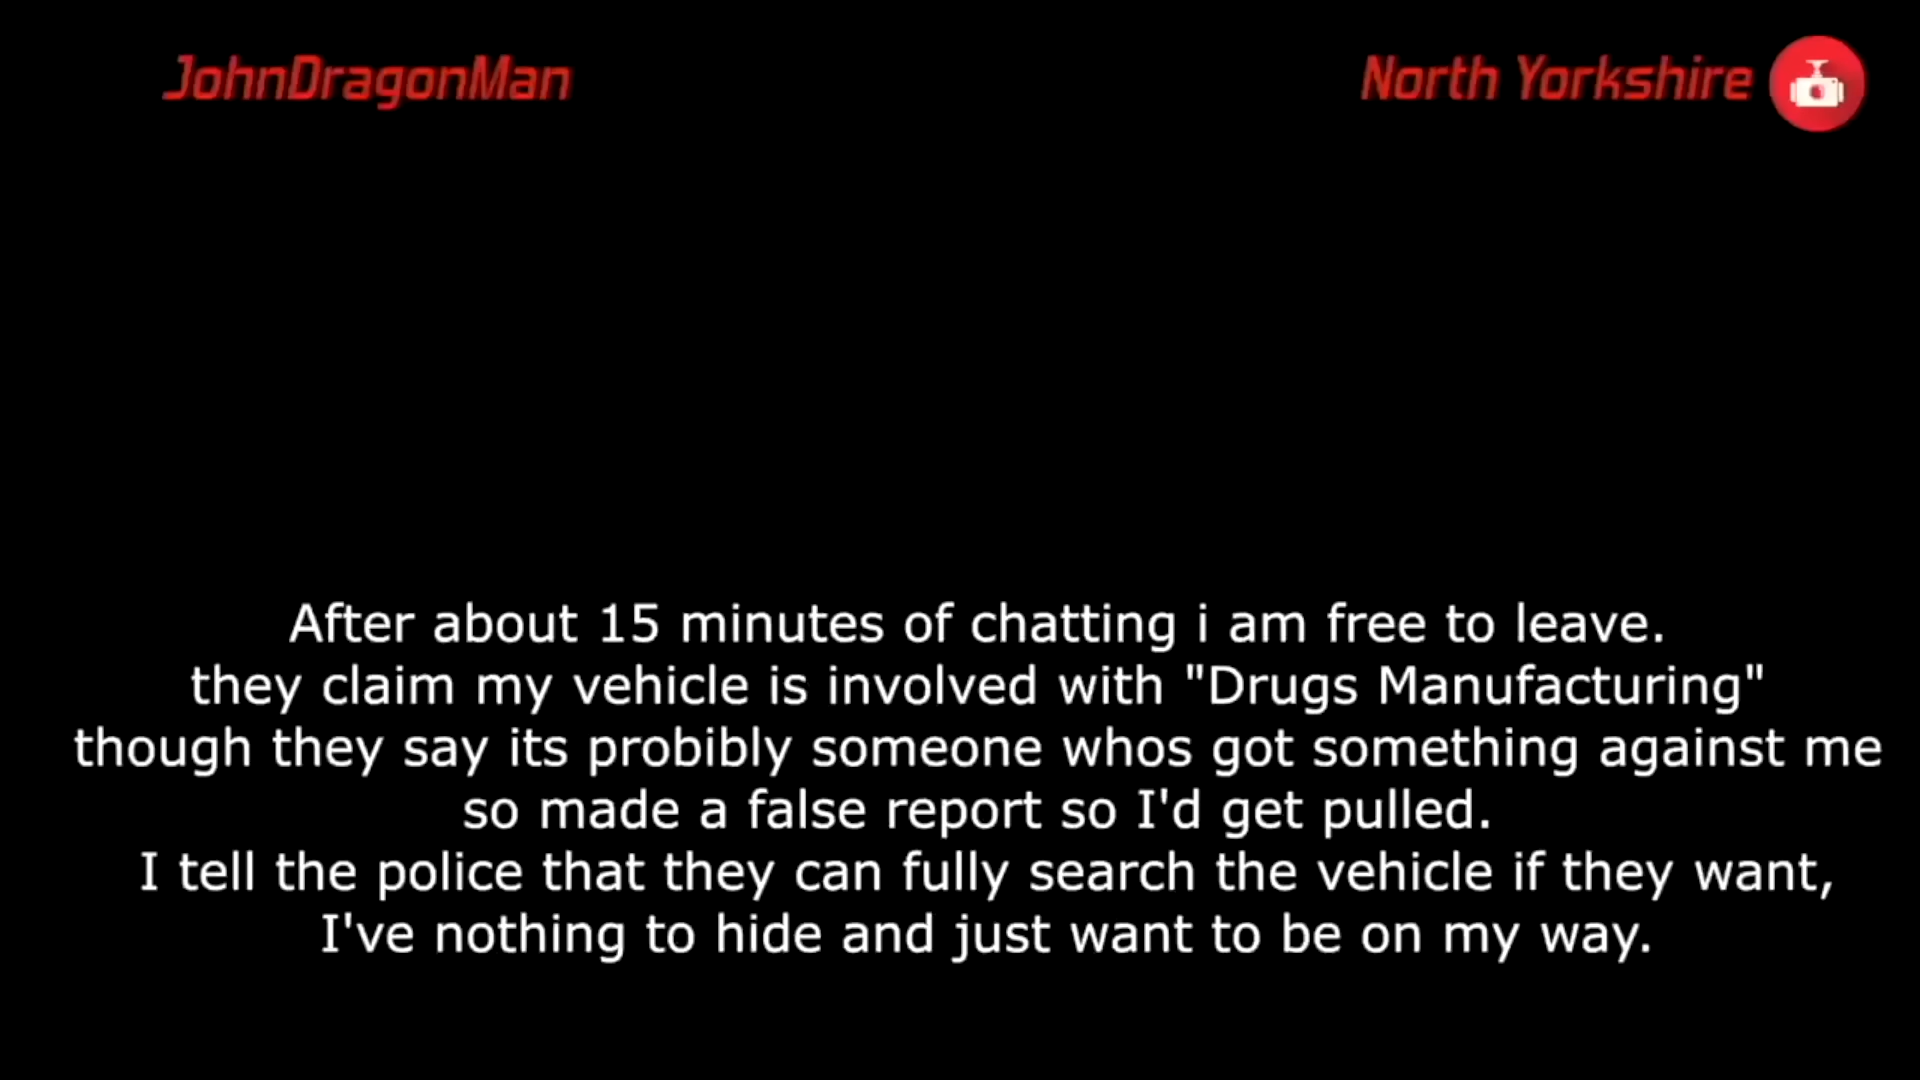 JohnDragonMan
North Yorkshire
After about 15 minutes of chatting i am free to leave.
they claim my vehicle is involved with "Drugs Manufacturing"
though they say its probibly someone whos got something against me
so made a false report so I'd get pulled.
I tell the police that they can fully search the vehicle if they want,
I've nothing to hide and just want to be on my way.